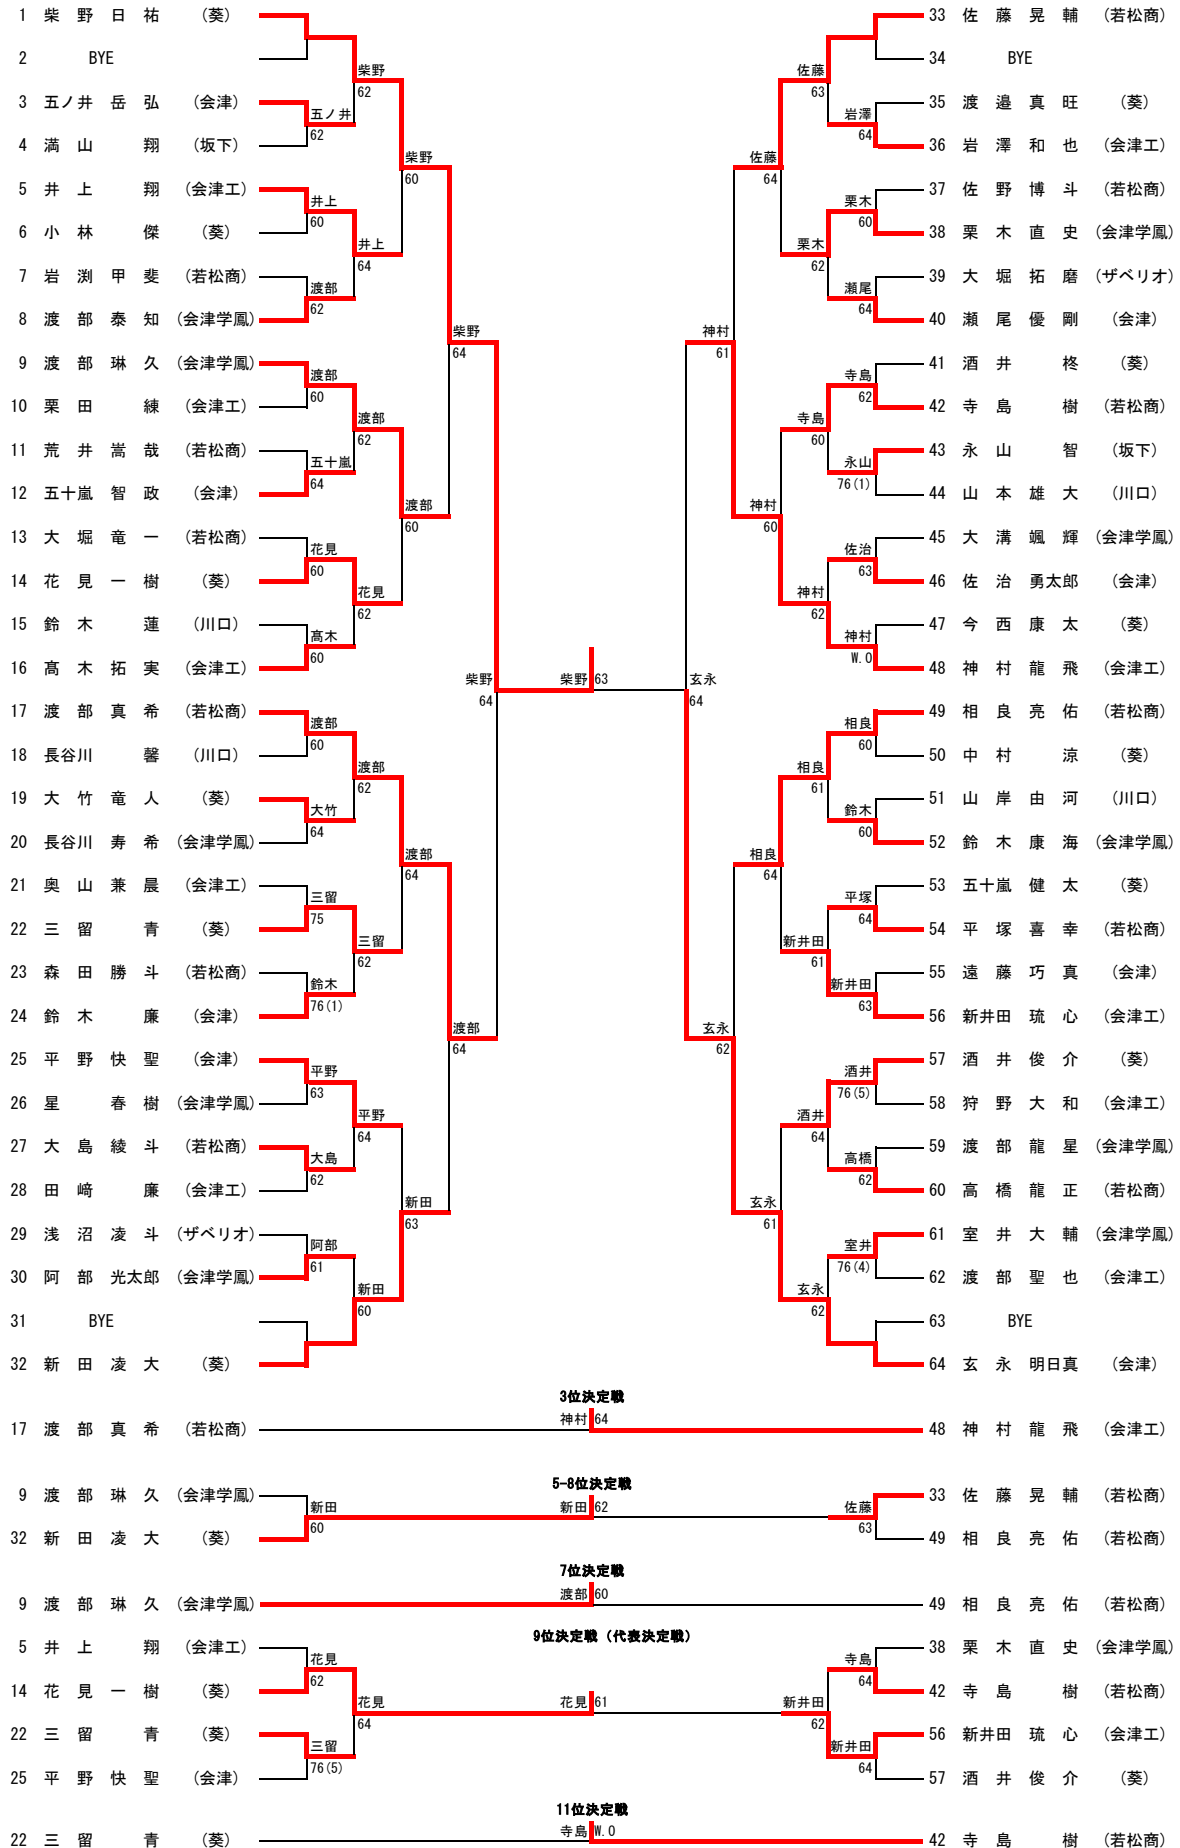 1 柴 野 日 祐 (葵)
2 BYE
3 五ノ井 岳 弘 (会津)
4 満 山 翔 (坂下)
5 井 上 翔 (会津工)
6 小 林 傑 (葵)
7 岩 渕 甲 斐 (若松商)
8 渡 部 泰 知 (会津学鳳)
9 渡 部 琳 久 (会津学鳳)
10 栗 田 練 (会津工)
11 荒 井 嵩 哉 (若松商)
12 五十嵐 智 政 (会津)
13 大 堀 竜 一 (若松商)
14 花 見 一 樹 (葵)
15 鈴 木 蓮 (川口)
16 髙 木 拓 実 (会津工)
17 渡 部 真 希 (若松商)
18 長谷川 馨 (川口)
19 大 竹 竜 人 (葵)
20 長谷川 寿 希 (会津学鳳)
21 奥 山 兼 晨 (会津工)
22 三 留 青 (葵)
23 森 田 勝 斗 (若松商)
24 鈴 木 廉 (会津)
25 平 野 快 聖 (会津)
26 星 春 樹 (会津学鳳)
27 大 島 綾 斗 (若松商)
28 田 﨑 廉 (会津工)
29 浅 沼 凌 斗 (ザベリオ)
30 阿 部 光太郎 (会津学鳳)
31 BYE
32 新 田 凌 大 (葵)
五ノ井
62
井上
60
渡部
62
渡部
60
五十嵐
64
花見
60
髙木
60
渡部
60
大竹
64
三留
75
鈴木
76(1)
平野
63
大島
62
阿部
61
柴野
62
井上
64
渡部
62
花見
62
渡部
62
三留
62
平野
64
新田
60
柴野
60
渡部
60
渡部
64
新田
63
柴野
64
渡部
64
柴野
64
柴野 63
玄永
64
神村
61
玄永
62
佐藤
64
神村
60
相良
64
玄永
61
佐藤
63
栗木
62
寺島
60
神村
62
相良
61
新井田
61
酒井
64
玄永
62
岩澤
64
栗木
60
瀬尾
64
寺島
62
永山
76(1)
佐治
63
神村
W.O
相良
60
鈴木
60
平塚
64
新井田
63
酒井
76(5)
高橋
62
室井
76(4)
33 佐 藤 晃 輔 (若松商)
34 BYE
35 渡 邉 真 旺 (葵)
36 岩 澤 和 也 (会津工)
37 佐 野 博 斗 (若松商)
38 栗 木 直 史 (会津学鳳)
39 大 堀 拓 磨 (ザベリオ)
40 瀬 尾 優 剛 (会津)
41 酒 井 柊 (葵)
42 寺 島 樹 (若松商)
43 永 山 智 (坂下)
44 山 本 雄 大 (川口)
45 大 溝 颯 輝 (会津学鳳)
46 佐 治 勇太郎 (会津)
47 今 西 康 太 (葵)
48 神 村 龍 飛 (会津工)
49 相 良 亮 佑 (若松商)
50 中 村 涼 (葵)
51 山 岸 由 河 (川口)
52 鈴 木 康 海 (会津学鳳)
53 五十嵐 健 太 (葵)
54 平 塚 喜 幸 (若松商)
55 遠 藤 巧 真 (会津)
56 新井田 琉 心 (会津工)
57 酒 井 俊 介 (葵)
58 狩 野 大 和 (会津工)
59 渡 部 龍 星 (会津学鳳)
60 高 橋 龍 正 (若松商)
61 室 井 大 輔 (会津学鳳)
62 渡 部 聖 也 (会津工)
63 BYE
64 玄 永 明日真 (会津)
3位決定戦
17 渡 部 真 希 (若松商) 神村 64 48 神 村 龍 飛 (会津工)
5-8位決定戦
9 渡 部 琳 久 (会津学鳳)
32 新 田 凌 大 (葵)
新田
60
新田 62
佐藤
63
33 佐 藤 晃 輔 (若松商)
49 相 良 亮 佑 (若松商)
7位決定戦
9 渡 部 琳 久 (会津学鳳) 渡部 60 49 相 良 亮 佑 (若松商)
9位決定戦 (代表決定戦)
5 井 上 翔 (会津工)
14 花 見 一 樹 (葵)
22 三 留 青 (葵)
25 平 野 快 聖 (会津)
花見
62
三留
76(5)
花見
64
花見 61
新井田
62
寺島
64
新井田
64
38 栗 木 直 史 (会津学鳳)
42 寺 島 樹 (若松商)
56 新井田 琉 心 (会津工)
57 酒 井 俊 介 (葵)
11位決定戦
22 三 留 青 (葵) 寺島 W.O 42 寺 島 樹 (若松商)